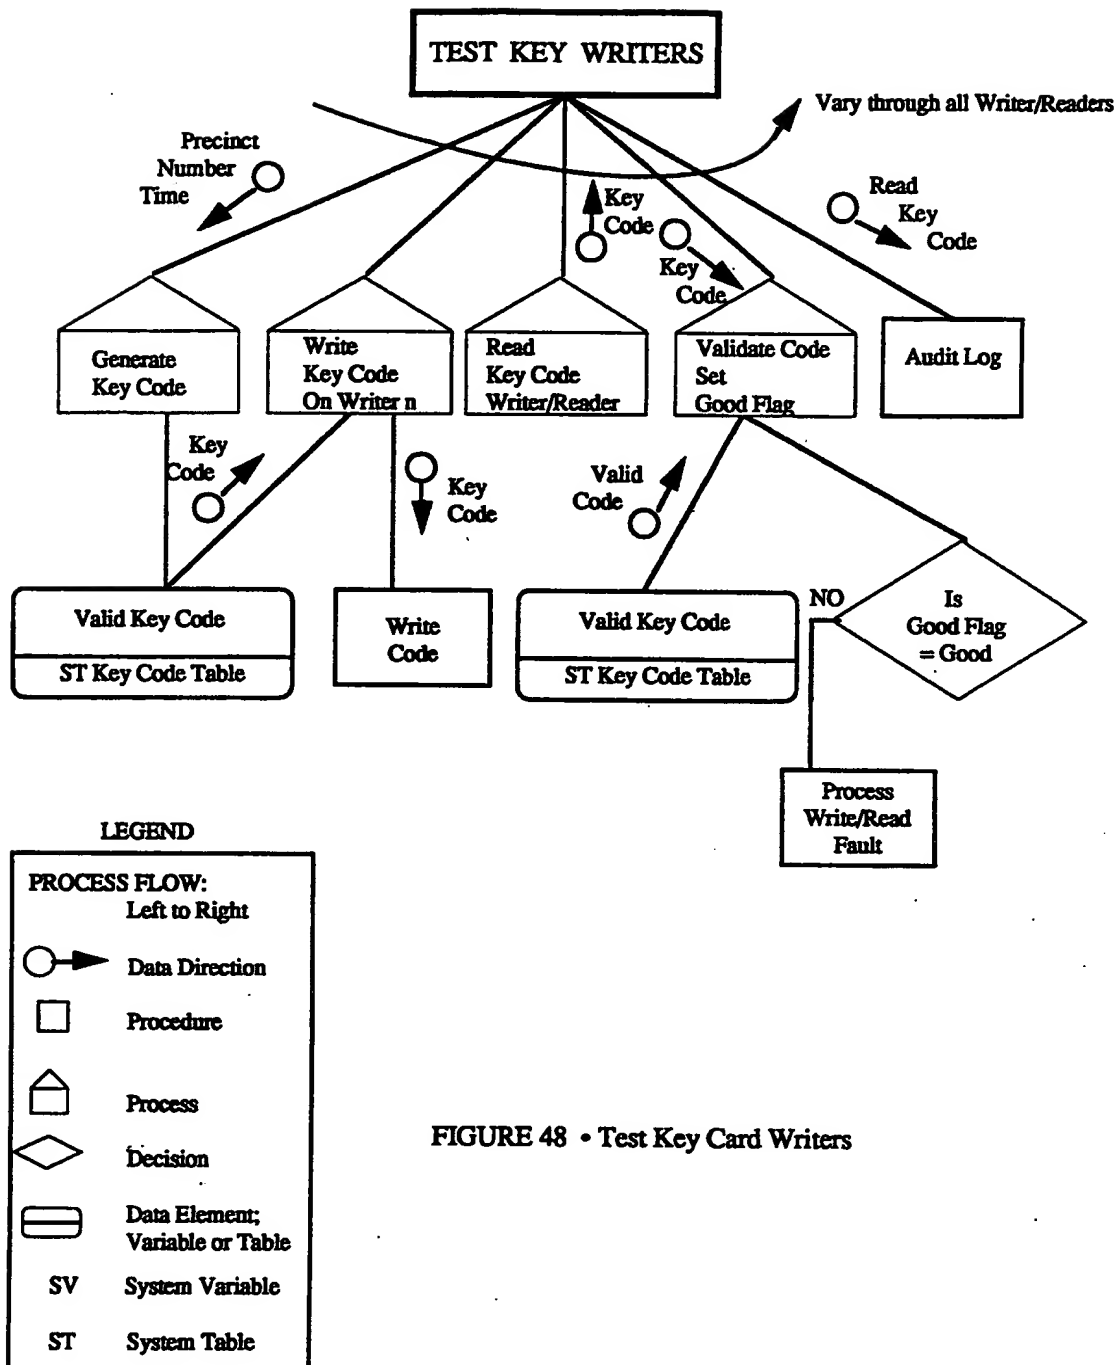 TEST KEY WRITERS
Vary through all Writer/Readers
Precinct
Number
Time
Key
Code
Key
Code
Read
Key
Code
Generate
Key Code
Write
Key Code
On Writer n
Read
Key Code
Writer/Reader
Validate Code
Set
Good Flag
Audit Log
Key
Code
Key
Code
Valid
Code
Valid Key Code
ST Key Code Table
Write
Code
Valid Key Code
ST Key Code Table
NO
Is
Good Flag
= Good
Process
Write/Read
Fault
LEGEND
PROCESS FLOW:
Left to Right
Data Direction
Procedure
Process
Decision
Data Element;
Variable or Table
SV System Variable
ST System Table
FIGURE 48 • Test Key Card Writers